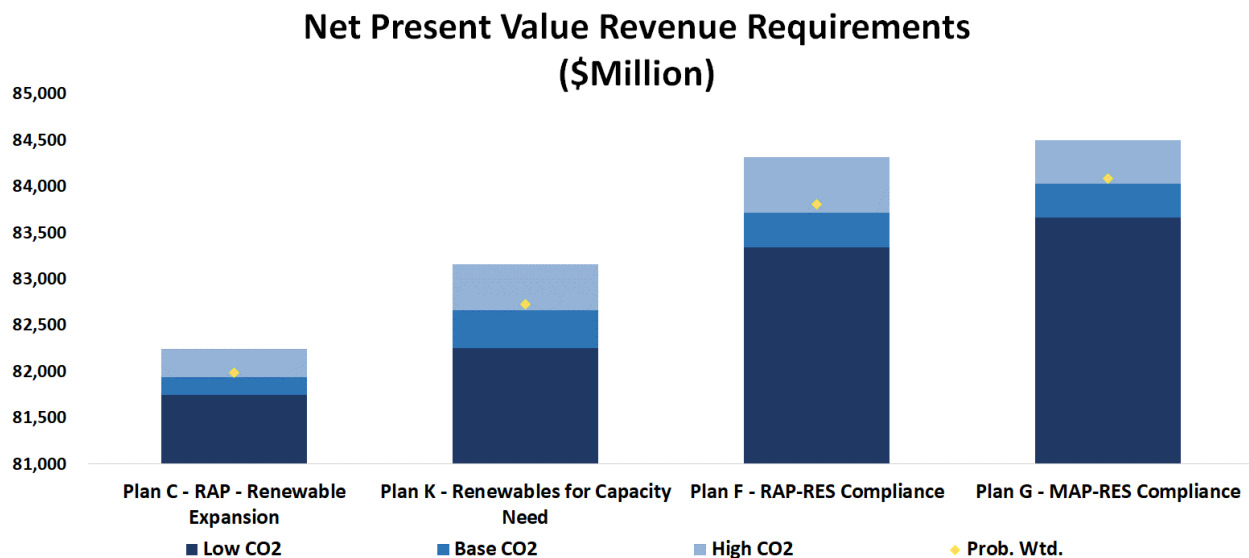 Net Present Value Revenue Requirements
($Million)
85,000
84,500
84,000
83,500
83,000
82,500
82,000
81,500
81,000
Plan C - RAP - Renewable
Expansion
Plan K - Renewables for Capacity
Need
Plan F - RAP-RES Compliance
Plan G - MAP-RES Compliance
Low CO2
Base CO2
High CO2
Prob. Wtd.